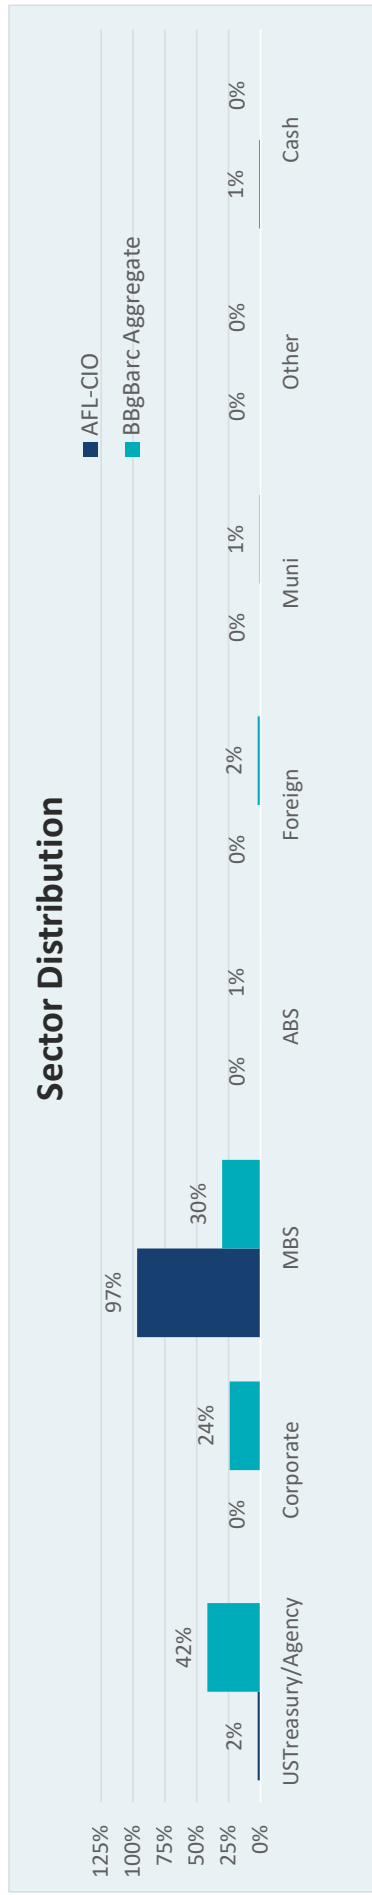 Sector Distribution
AFL-CIO
BBgBarc Aggregate
125%
100%
75%
50%
25%
0%
2%
42%
0%
24%
97%
30%
0%
1%
0%
2%
0%
1%
0%
0%
1%
0%
USTreasury/Agency
Corporate
MBS
ABS
Foreign
Muni
Other
Cash